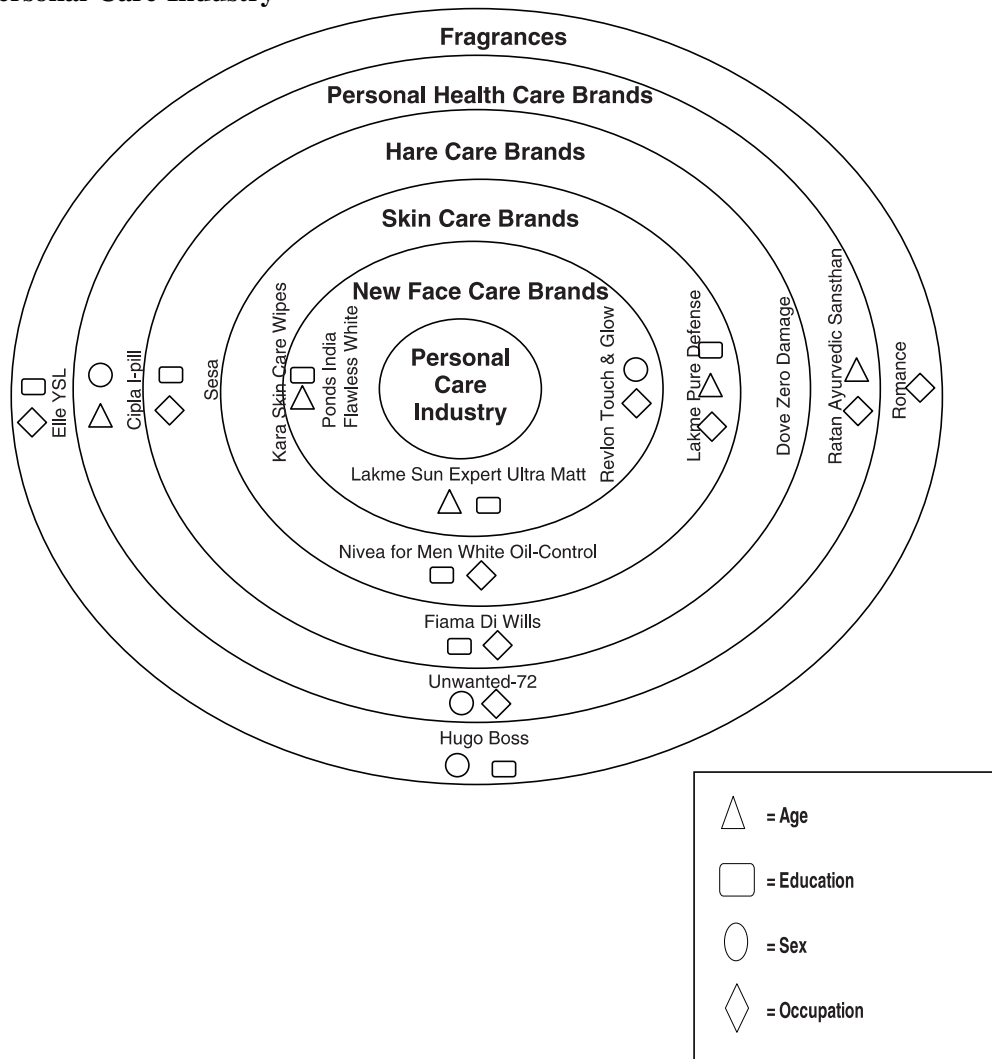 Personal Care Industry
Fragrances
Personal Health Care Brands
Hare Care Brands
Skin Care Brands
New Face Care Brands
Personal
Care
Industry
Elle YSL
Cipla I-pill
Sesa
Kara Skin Care Wipes
Ponds India
Flawless White
Revlon Touch & Glow
Lakme Pure Defense
Dove Zero Damage
Ratan Ayurvedic Sansthan
Romance
Lakme Sun Expert Ultra Matt
Nivea for Men White Oil-Control
Fiama Di Wills
Unwanted-72
Hugo Boss
= Age
= Education
= Sex
= Occupation